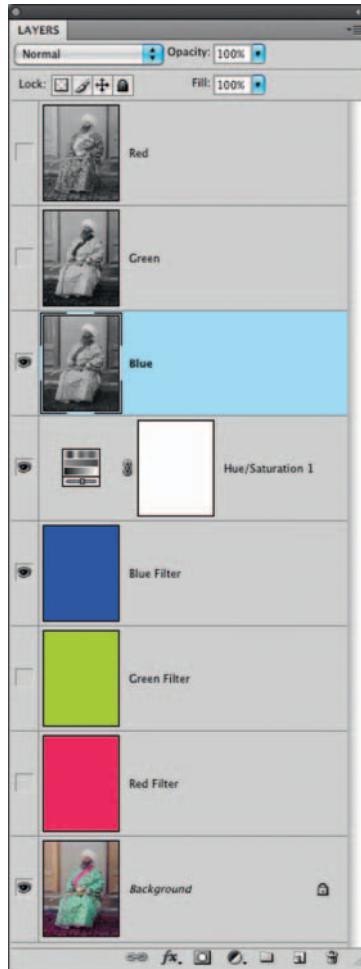 LAYERS
Normal Opacity: 100%
Lock: Fill: 100%
Red
Green
Blue
Hue/Saturation 1
Blue Filter
Green Filter
Red Filter
Background
fx.